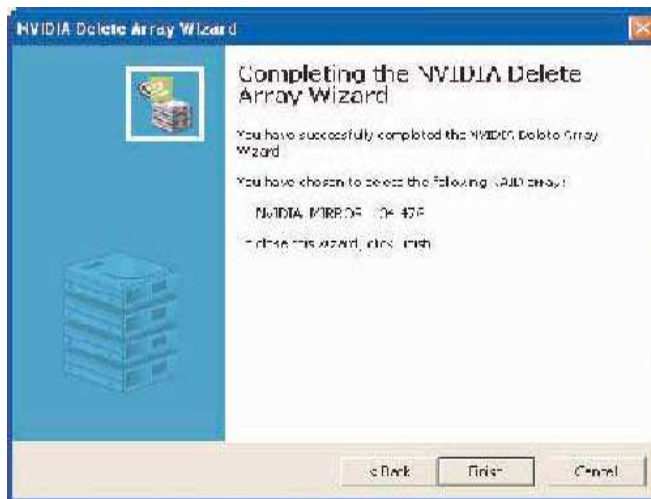 NVIDIA Delete Array Wizard
Completing the NVIDIA Delete
Array Wizard
You have successfully completed the NVIDIA Delete Array
Wizard
You have chosen to delete the following RAID array:
NVIDIA MIRROR
To close this wizard, click Finish
< Back
Finish
Cancel